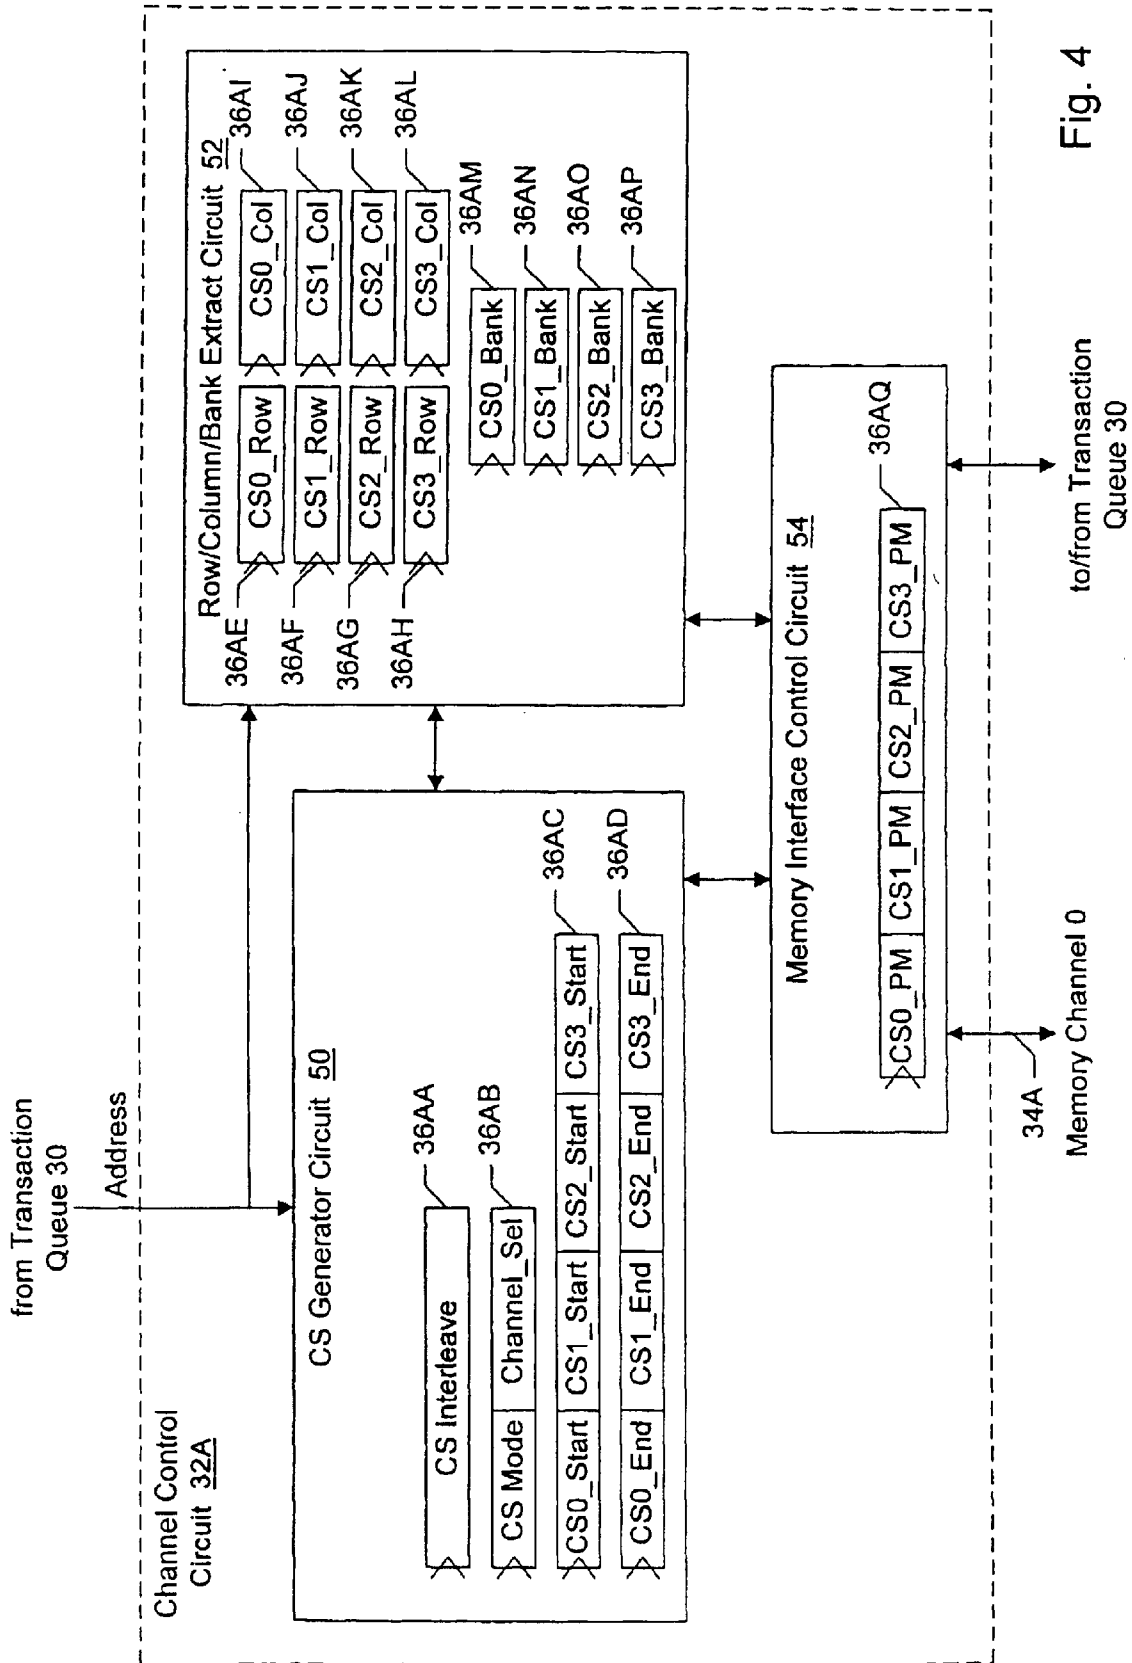 from Transaction
Queue 30
Address
Channel Control
Circuit 32A
CS Generator Circuit 50
CS Interleave
36AA
CS Mode
Channel_Sel
36AB
CS0_Start
CS1_Start
CS2_Start
CS3_Start
36AC
CS0_End
CS1_End
CS2_End
CS3_End
36AD
Row/Column/Bank Extract Circuit 52
36AE
CS0_Row
CS0_Col
36AI
36AF
CS1_Row
CS1_Col
36AJ
36AG
CS2_Row
CS2_Col
36AK
36AH
CS3_Row
CS3_Col
36AL
CS0_Bank
36AM
CS1_Bank
36AN
CS2_Bank
36AO
CS3_Bank
36AP
Memory Interface Control Circuit 54
CS0_PM
CS1_PM
CS2_PM
CS3_PM
36AQ
34A
Memory Channel 0
to/from Transaction
Queue 30
Fig. 4